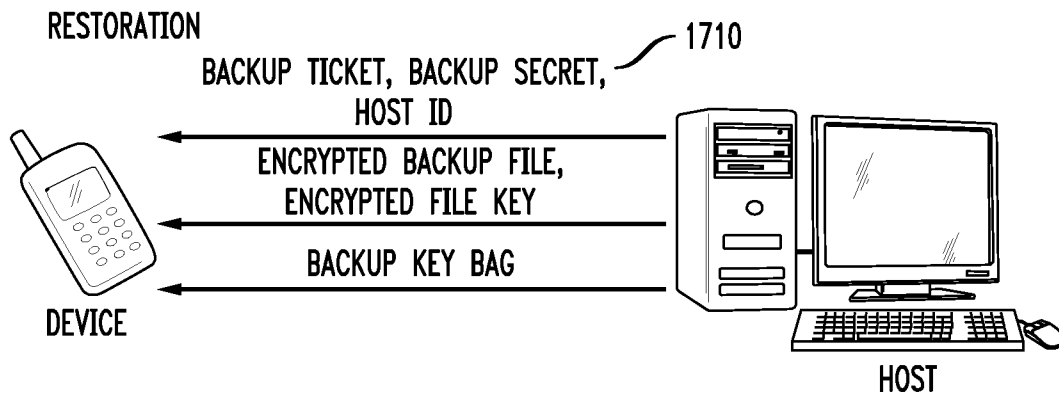 RESTORATION
1710
BACKUP TICKET, BACKUP SECRET,
HOST ID
ENCRYPTED BACKUP FILE,
ENCRYPTED FILE KEY
BACKUP KEY BAG
DEVICE
HOST